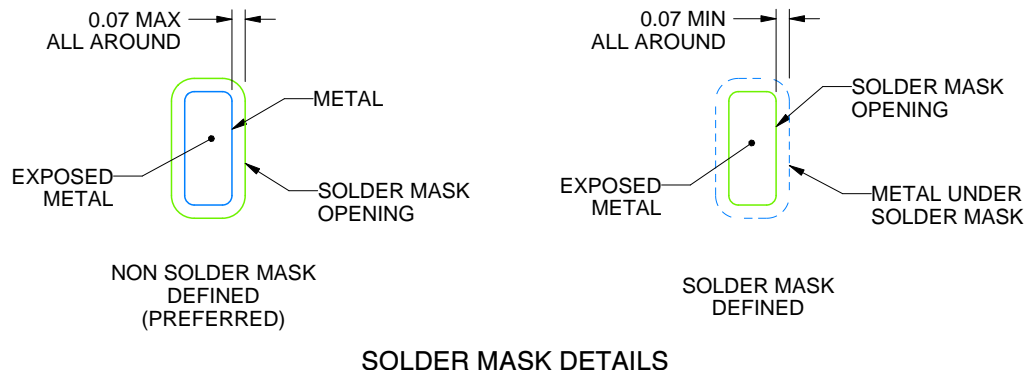 0.07 MAX
ALL AROUND
METAL
EXPOSED
METAL
SOLDER MASK
OPENING
NON SOLDER MASK
DEFINED
(PREFERRED)
0.07 MIN
ALL AROUND
SOLDER MASK
OPENING
EXPOSED
METAL
METAL UNDER
SOLDER MASK
SOLDER MASK
DEFINED
SOLDER MASK DETAILS